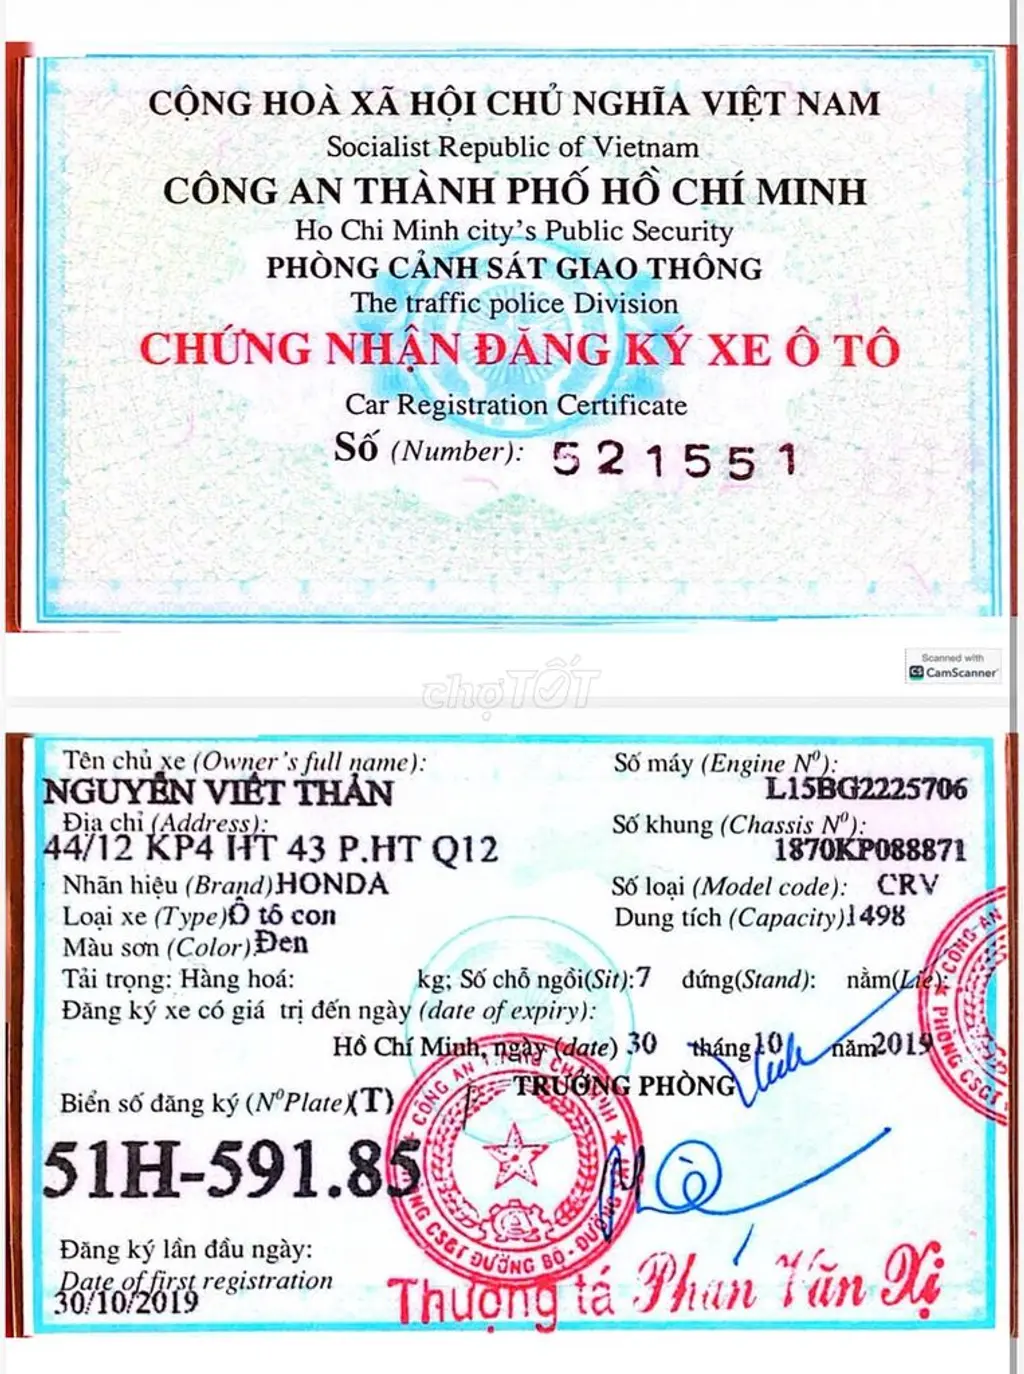 CỘNG HOÀ XÃ HỘI CHỦ NGHĨA VIỆT NAM
Socialist Republic of Vietnam
CÔNG AN THÀNH PHỐ HỒ CHÍ MINH
Ho Chi Minh city's Public Security
PHÒNG CẢNH SÁT GIAO THÔNG
The traffic police Division
CHỨNG NHẬN ĐĂNG KÝ XE Ô TÔ
Car Registration Certificate
Số (Number): 521551
Scanned with
CS CamScanner
chợTỐT
Tên chủ xe (Owner's full name):
NGUYỄN VIẾT THẢN
Địa chỉ (Address):
44/12 KP4 HT 43 P.HT Q12
Nhãn hiệu (Brand) HONDA
Loại xe (Type) Ô tô con
Màu sơn (Color) Đen
Số máy (Engine Nº):
L15BG2225706
Số khung (Chassis Nº):
1870KP088871
Số loại (Model code): CRV
Dung tích (Capacity) 1498
Tải trọng: Hàng hoá: kg; Số chỗ ngồi(Sit):7 đứng(Stand): nằm(Lie):
Đăng ký xe có giá trị đến ngày (date of expiry):
Hồ Chí Minh, ngày (date) 30 tháng 10 năm 2019
TRƯỞNG PHÒNG
Biển số đăng ký (NºPlate)(T)
51H-591.85
Đăng ký lần đầu ngày:
Date of first registration
30/10/2019
Thượng tá Phan Văn Xị